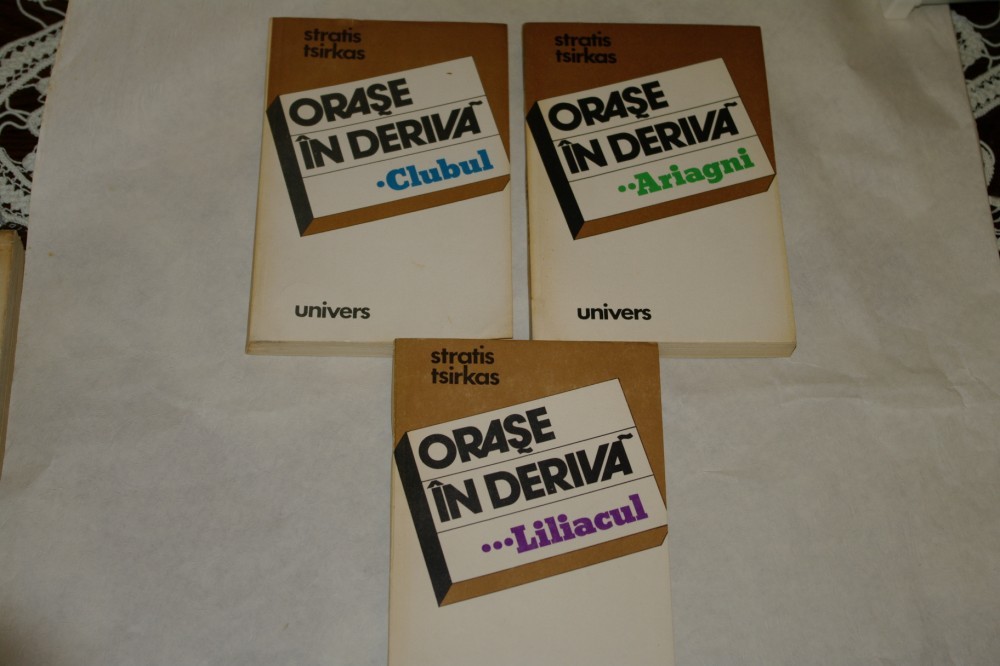 stratis
tsirkas
ORAȘE
ÎN DERIVĂ
•Clubul
univers
stratis
tsirkas
ORAȘE
ÎN DERIVĂ
••Ariagni
univers
stratis
tsirkas
ORAȘE
ÎN DERIVĂ
•••Liliacul